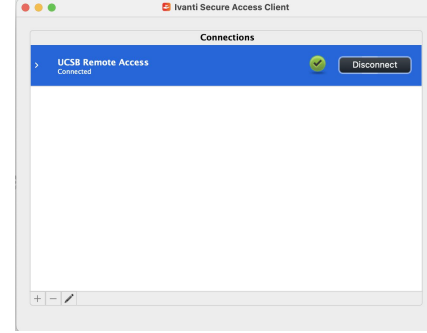 Ivanti Secure Access Client
Connections
UCSB Remote Access
Connected
Disconnect